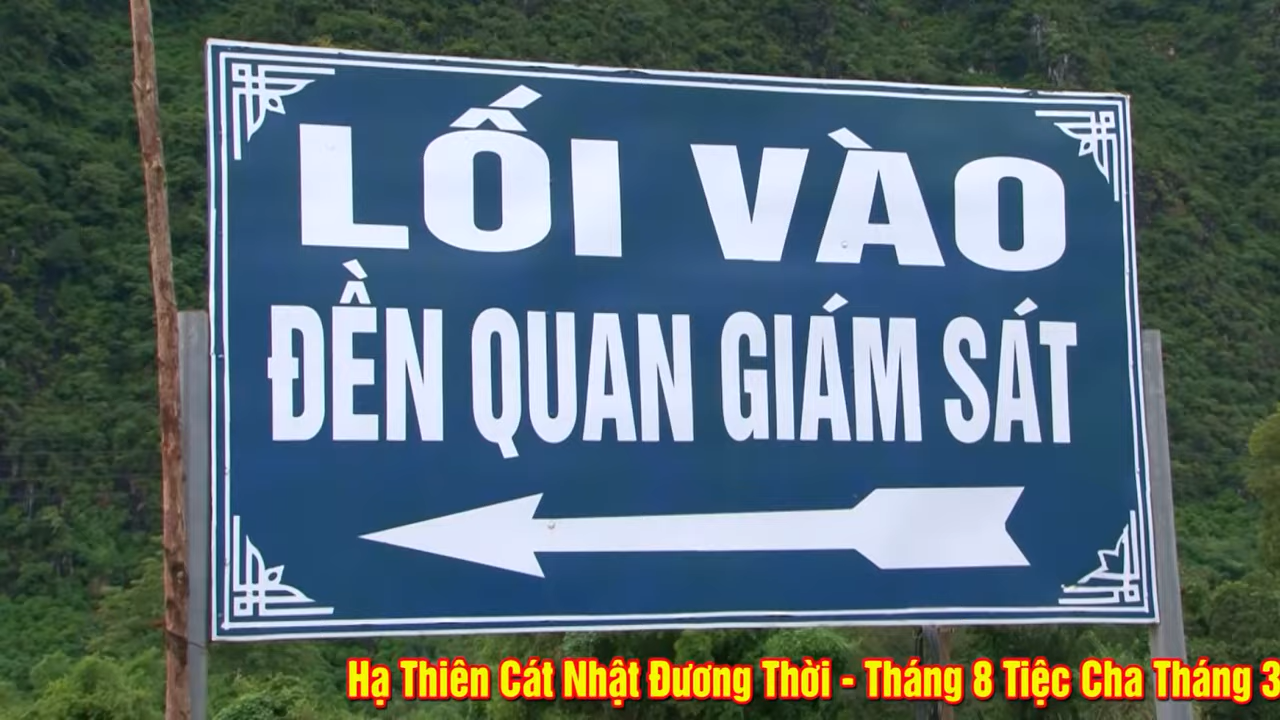 LỐI VÀO
ĐỀN QUAN GIÁM SÁT
Hạ Thiên Cát Nhật Đương Thời - Tháng 8 Tiệc Cha Tháng 3